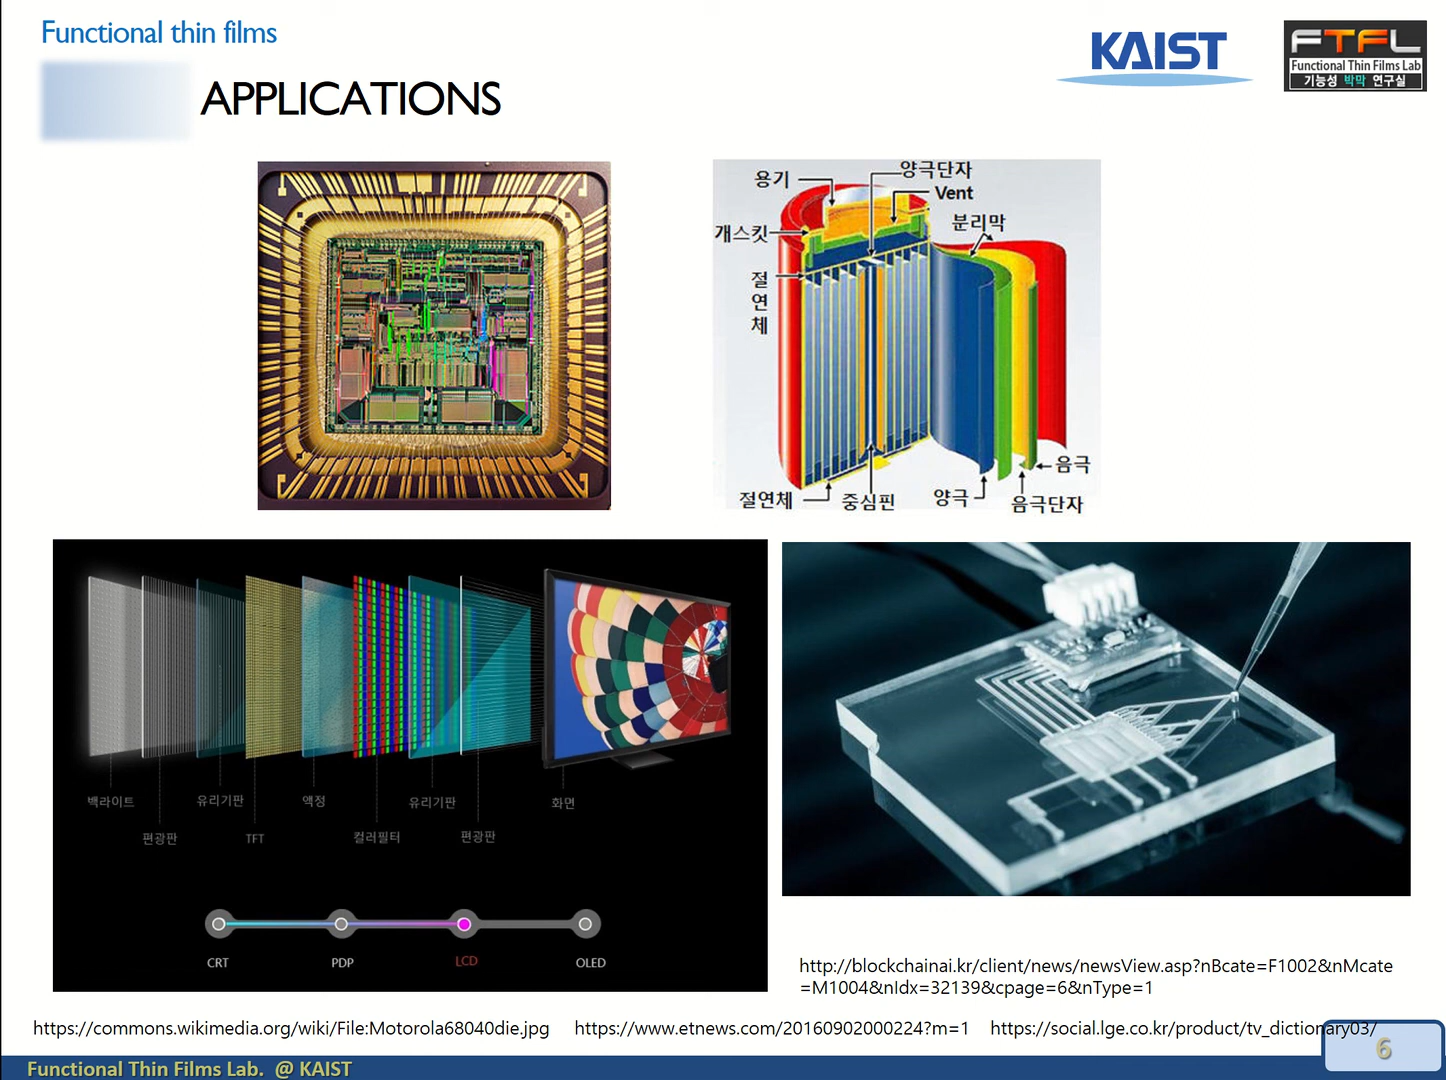 Functional thin films
KAIST
FTFL
Functional Thin Films Lab
기능성 박막 연구실
APPLICATIONS
용기
양극단자
Vent
개스킷
분리막
절연체
음극
절연체
중심핀
양극
음극단자
백라이트
유리기판
액정
유리기판
화면
편광판
TFT
컬러필터
편광판
CRT
PDP
LCD
OLED
http://blockchainai.kr/client/news/newsView.asp?nBcate=F1002&nMcate
=M1004&nIdx=32139&cpage=6&nType=1
https://commons.wikimedia.org/wiki/File:Motorola68040die.jpg
https://www.etnews.com/20160902000224?m=1
https://social.lge.co.kr/product/tv_dictionary03/
Functional Thin Films Lab. @ KAIST
6